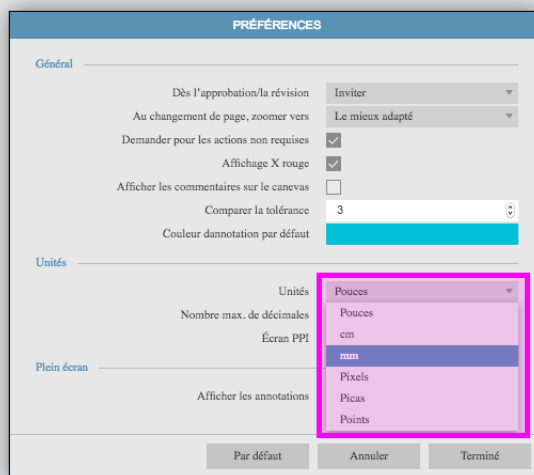 PRÉFÉRENCES
Général
Dès l'approbation/la révision Inviter
Au changement de page, zoomer vers Le mieux adapté
Demander pour les actions non requises
Affichage X rouge
Afficher les commentaires sur le canevas
Comparer la tolérance 3
Couleur dannotation par défaut
Unités
Unités Pouces
Nombre max. de décimales Pouces
cm
Écran PPI
mm
Plein écran
Pixels
Afficher les annotations Picas
Points
Par défaut Annuler Terminé